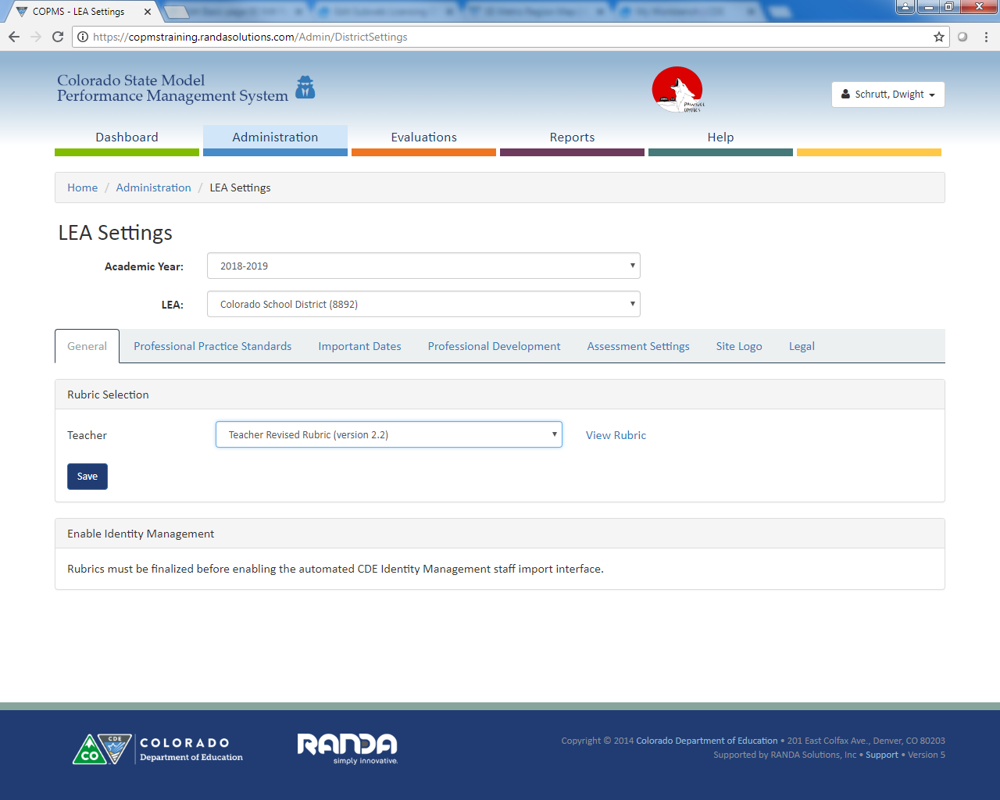 COPMS - LEA Settings
https://copmstraining.randasolutions.com/Admin/DistrictSettings
Colorado State Model
Performance Management System
PAWNEE
COYOTES
Schrutt, Dwight
Dashboard Administration Evaluations Reports Help
Home / Administration / LEA Settings
LEA Settings
Academic Year: 2018-2019
LEA: Colorado School District (8892)
General Professional Practice Standards Important Dates Professional Development Assessment Settings Site Logo Legal
Rubric Selection
Teacher Teacher Revised Rubric (version 2.2) View Rubric
Save
Enable Identity Management
Rubrics must be finalized before enabling the automated CDE Identity Management staff import interface.
CO CDE COLORADO
Department of Education
RANDA
simply innovative.
Copyright © 2014 Colorado Department of Education • 201 East Colfax Ave., Denver, CO 80203
Supported by RANDA Solutions, Inc • Support • Version 5